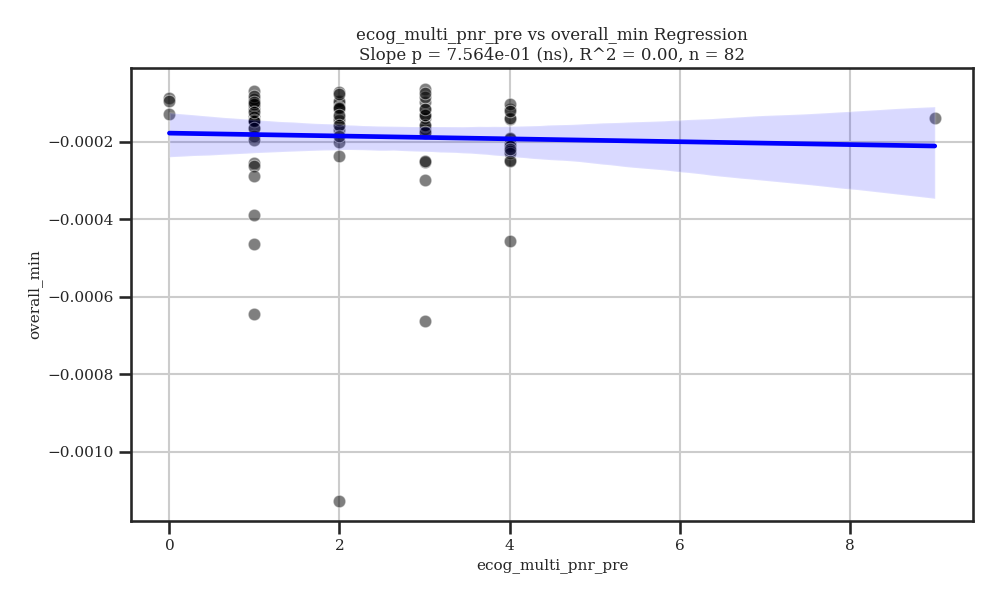 ecog_multi_pnr_pre vs overall_min Regression
Slope p = 7.564e-01 (ns), R^2 = 0.00, n = 82
−0.0002
−0.0004
−0.0006
−0.0008
−0.0010
overall_min
0 2 4 6 8
ecog_multi_pnr_pre